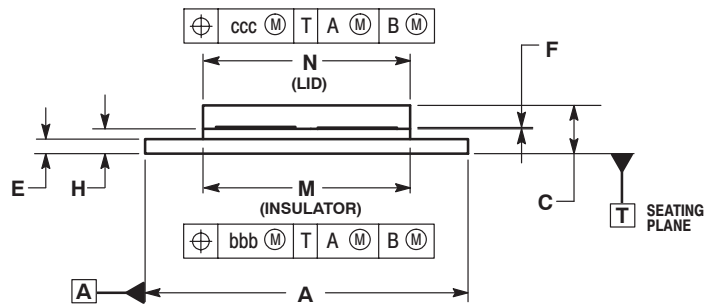 ⌖ ccc Ⓜ T A Ⓜ B Ⓜ
N
(LID)
F
E
H
M
(INSULATOR)
C
T SEATING
PLANE
⌖ bbb Ⓜ T A Ⓜ B Ⓜ
A
A